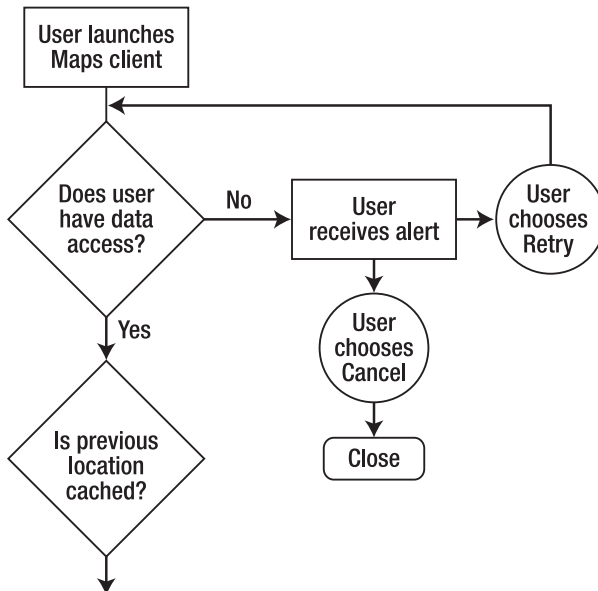 User launches
Maps client
Does user
have data
access?
No
User
receives alert
User
chooses
Retry
Yes
User
chooses
Cancel
Is previous
location
cached?
Close